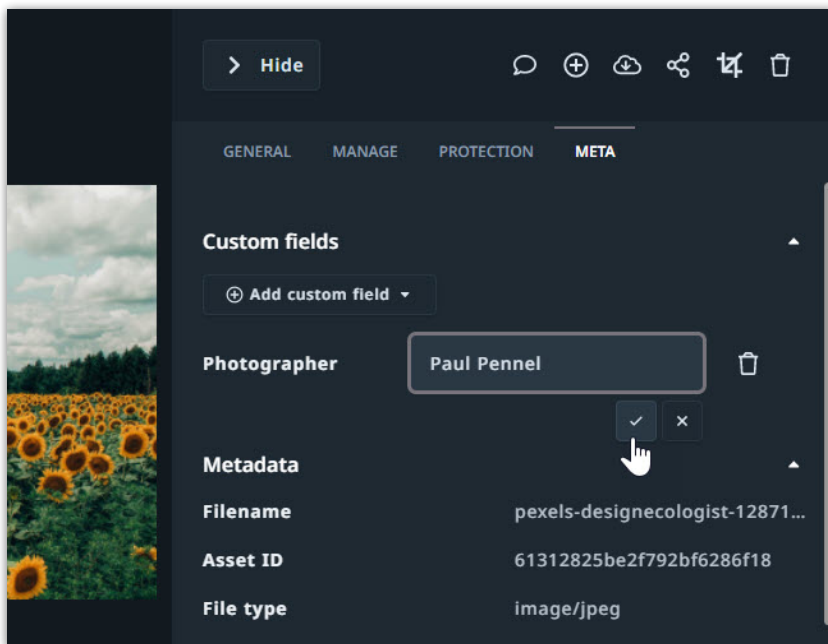 Hide
GENERAL MANAGE PROTECTION META
Custom fields
Add custom field
Photographer Paul Pennel
Metadata
Filename pexels-designecologist-12871...
Asset ID 61312825be2f792bf6286f18
File type image/jpeg